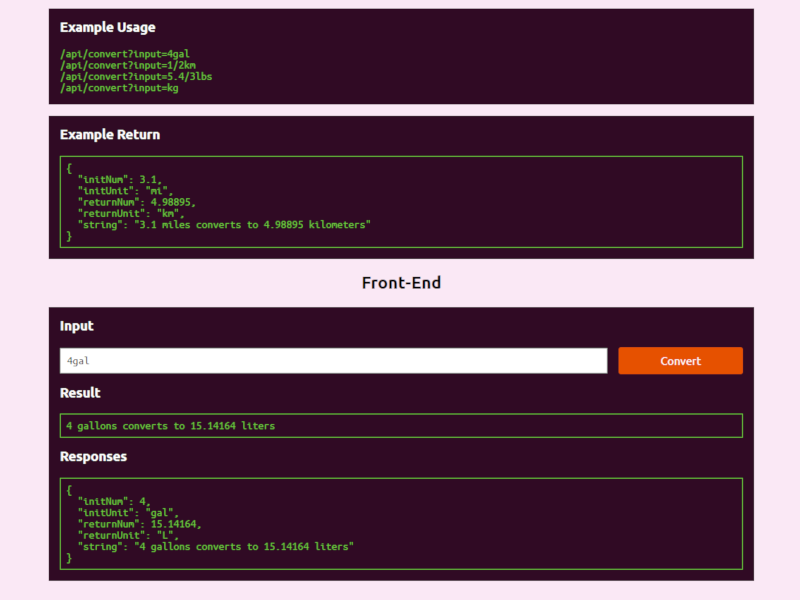 Example Usage
/api/convert?input=4gal
/api/convert?input=1/2km
/api/convert?input=5.4/3lbs
/api/convert?input=kg
Example Return
{
  "initNum": 3.1,
  "initUnit": "mi",
  "returnNum": 4.98895,
  "returnUnit": "km",
  "string": "3.1 miles converts to 4.98895 kilometers"
}
Front-End
Input
4gal
Convert
Result
4 gallons converts to 15.14164 liters
Responses
{
  "initNum": 4,
  "initUnit": "gal",
  "returnNum": 15.14164,
  "returnUnit": "L",
  "string": "4 gallons converts to 15.14164 liters"
}